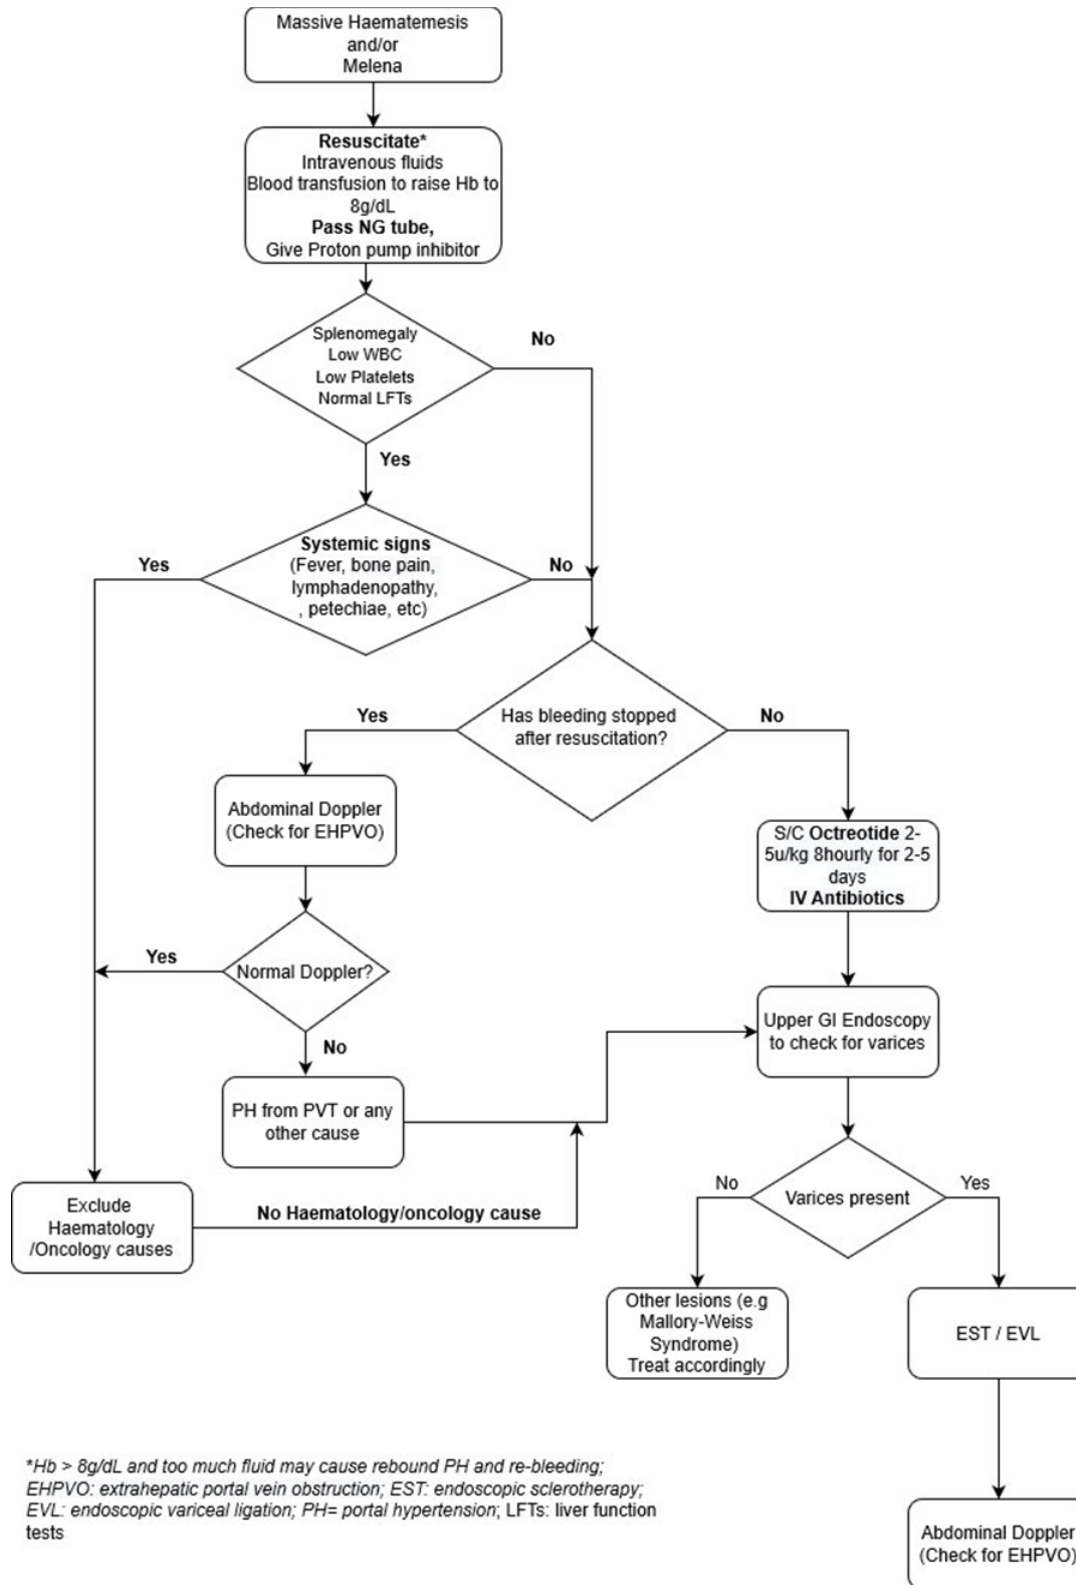 Massive Haematemesis
and/or
Melena
Resuscitate*
Intravenous fluids
Blood transfusion to raise Hb to
8g/dL
Pass NG tube,
Give Proton pump inhibitor
Splenomegaly
Low WBC
Low Platelets
Normal LFTs
No
Yes
Systemic signs
(Fever, bone pain,
lymphadenopathy,
, petechiae, etc)
Yes
No
Has bleeding stopped
after resuscitation?
Yes
No
Abdominal Doppler
(Check for EHPVO)
S/C Octreotide 2-
5u/kg 8hourly for 2-5
days
IV Antibiotics
Normal Doppler?
Yes
No
Upper GI Endoscopy
to check for varices
PH from PVT or any
other cause
Exclude
Haematology
/Oncology causes
No Haematology/oncology cause
Varices present
No
Yes
Other lesions (e.g
Mallory-Weiss
Syndrome)
Treat accordingly
EST / EVL
Abdominal Doppler
(Check for EHPVO)
*Hb > 8g/dL and too much fluid may cause rebound PH and re-bleeding;
EHPVO: extrahepatic portal vein obstruction; EST: endoscopic sclerotherapy;
EVL: endoscopic variceal ligation; PH= portal hypertension; LFTs: liver function
tests